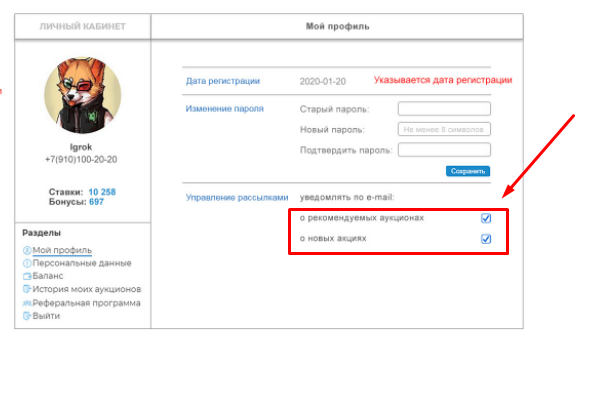 ЛИЧНЫЙ КАБИНЕТ
Мой профиль
Дата регистрации 2020-01-20 Указывается дата регистрации
Изменение пароля Старый пароль:
Новый пароль: Не менее 8 символов
Подтвердить пароль:
Сохранить
Igrok
+7(910)100-20-20
Ставки: 10 258
Бонусы: 697
Управление рассылками уведомлять по e-mail:
о рекомендуемых аукционах
о новых акциях
Разделы
Мой профиль
Персональные данные
Баланс
История моих аукционов
Реферальная программа
Выйти